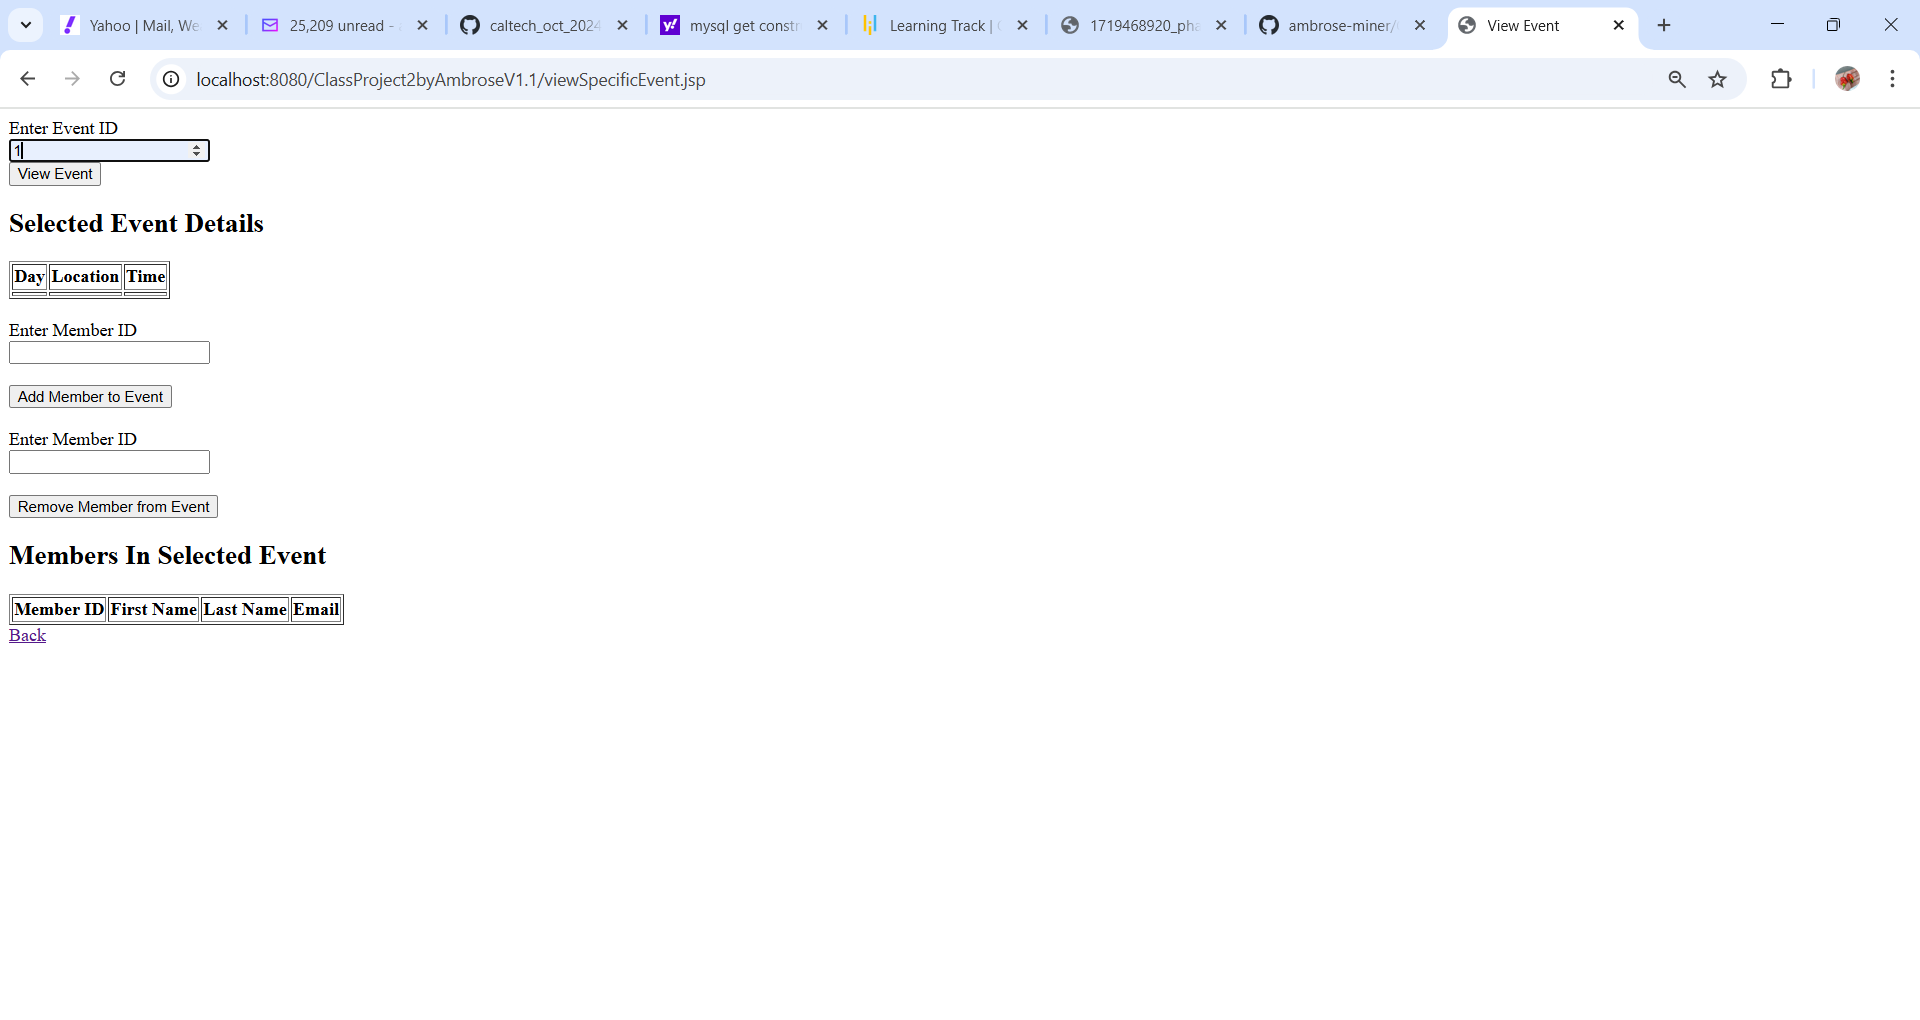 Yahoo | Mail, We
25,209 unread -
caltech_oct_2024
mysql get constr
Learning Track |
1719468920_pha
ambrose-miner/
View Event
localhost:8080/ClassProject2byAmbroseV1.1/viewSpecificEvent.jsp
Enter Event ID
1
View Event
Selected Event Details
Day Location Time
Enter Member ID
Add Member to Event
Enter Member ID
Remove Member from Event
Members In Selected Event
Member ID First Name Last Name Email
Back